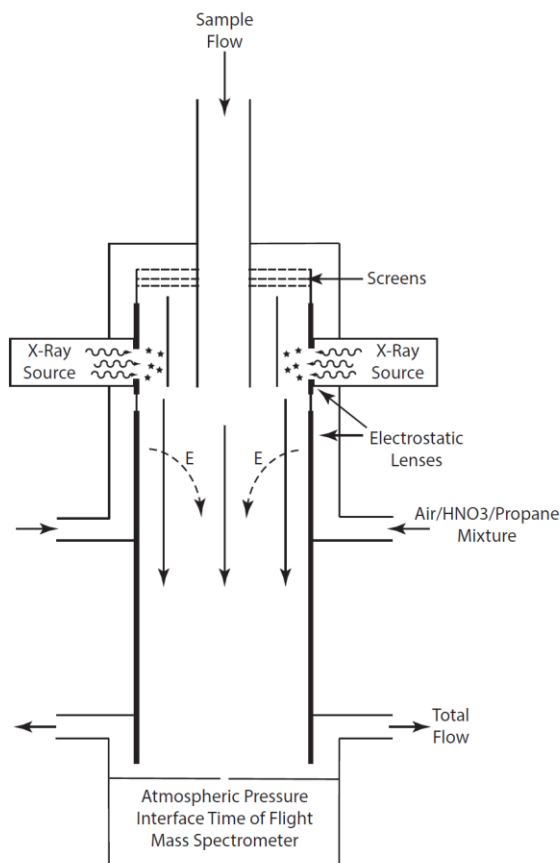 Sample
Flow
Screens
X-Ray
Source
X-Ray
Source
Electrostatic
Lenses
E
E
Air/HNO3/Propane
Mixture
Total
Flow
Atmospheric Pressure
Interface Time of Flight
Mass Spectrometer